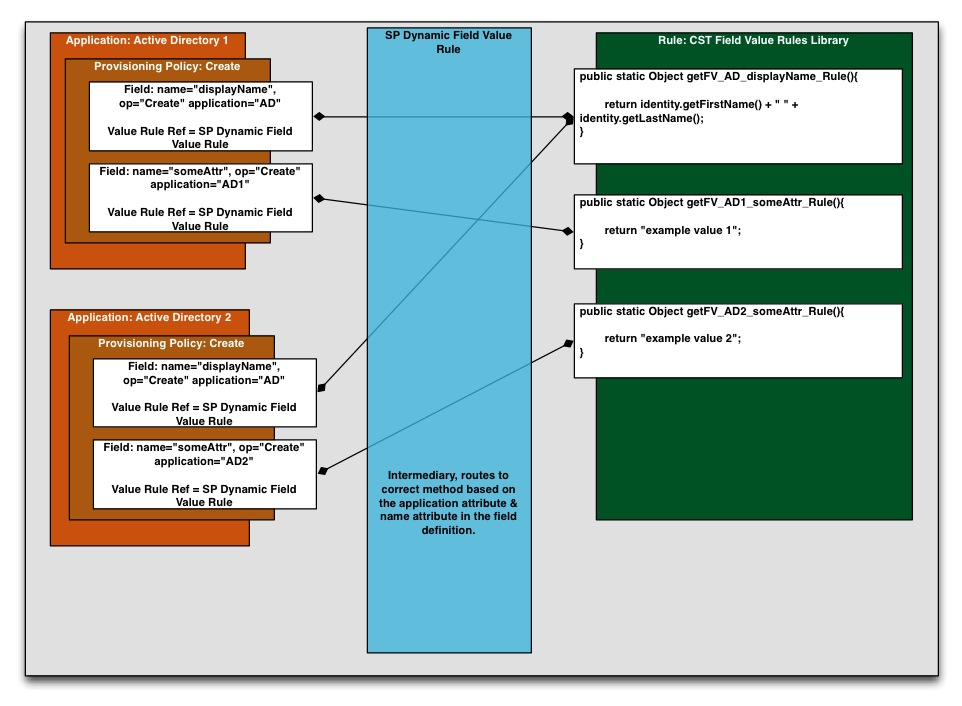 Application: Active Directory 1
Provisioning Policy: Create
Field: name="displayName",
op="Create" application="AD"
Value Rule Ref = SP Dynamic Field
Value Rule
Field: name="someAttr", op="Create"
application="AD1"
Value Rule Ref = SP Dynamic Field
Value Rule
Application: Active Directory 2
Provisioning Policy: Create
Field: name="displayName",
op="Create" application="AD"
Value Rule Ref = SP Dynamic Field
Value Rule
Field: name="someAttr", op="Create"
application="AD2"
Value Rule Ref = SP Dynamic Field
Value Rule
SP Dynamic Field Value
Rule
Intermediary, routes to
correct method based on
the application attribute &
name attribute in the field
definition.
Rule: CST Field Value Rules Library
public static Object getFV_AD_displayName_Rule(){
return identity.getFirstName() + " " +
identity.getLastName();
}
public static Object getFV_AD1_someAttr_Rule(){
return "example value 1";
}
public static Object getFV_AD2_someAttr_Rule(){
return "example value 2";
}